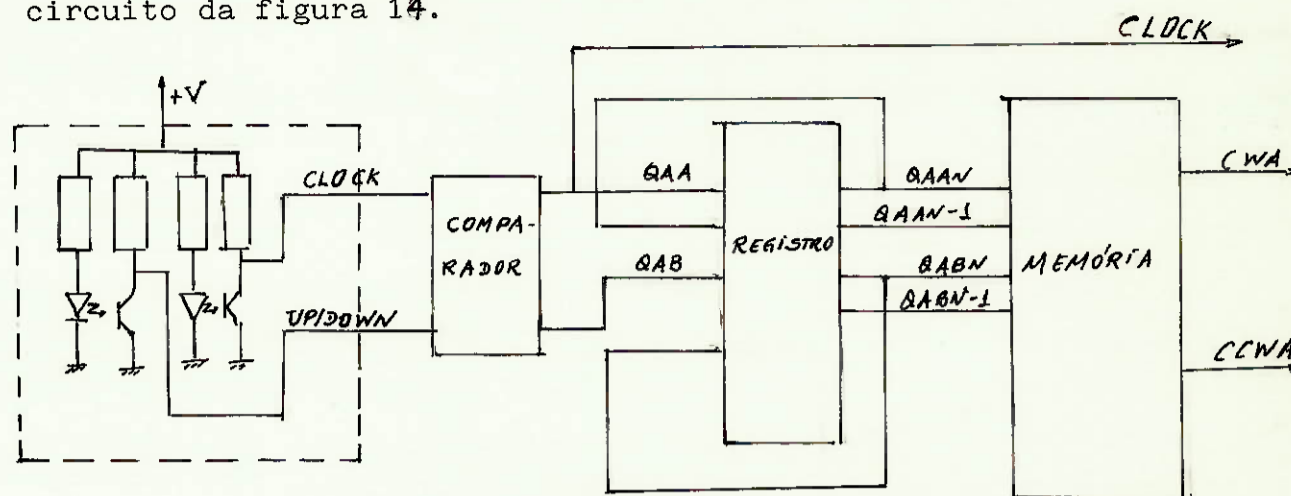 circuito da figura 14.
CLOCK
+V
CLOCK
QAA
QAAN
CWA
COMPA-
RADOR
REGISTRO
QAAN-1
QAB
QABN
MEMÓRIA
QABN-1
UP/DOWN
CCWA